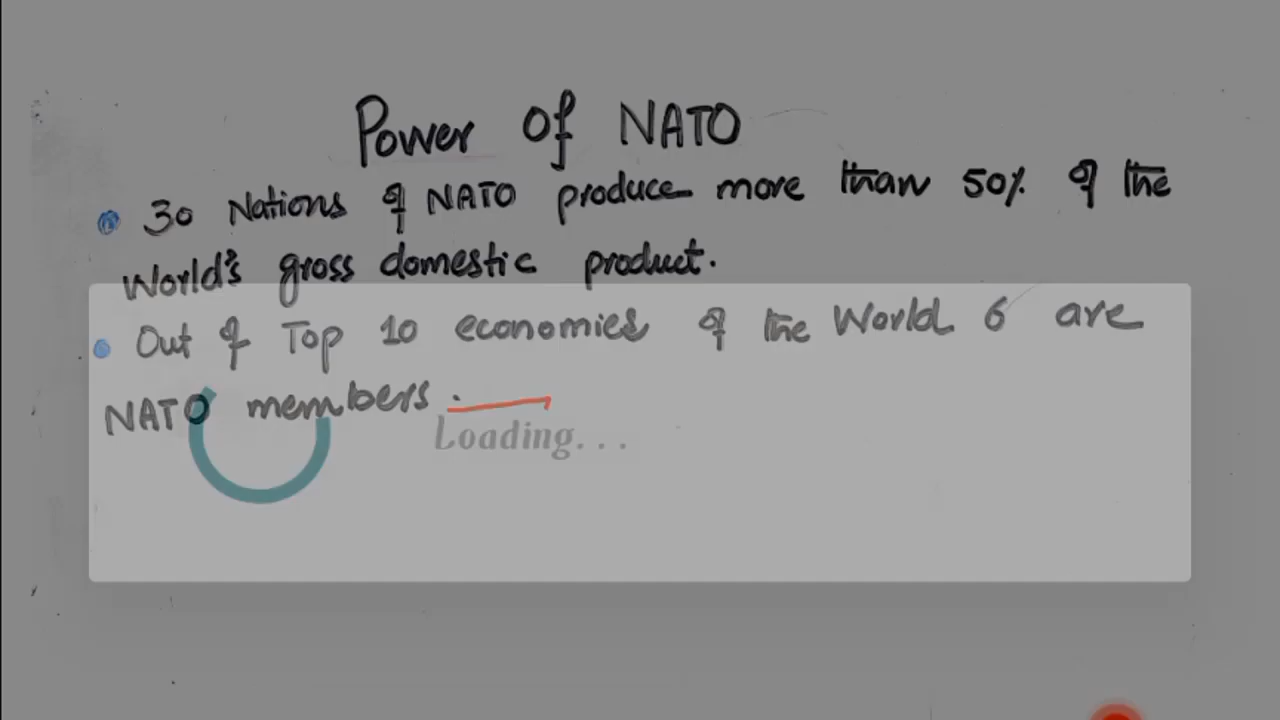 Power Of NATO
30 Nations of NATO produce more than 50% of the
World's gross domestic product.
Out of Top 10 economies of the World 6 are
NATO members.
Loading...